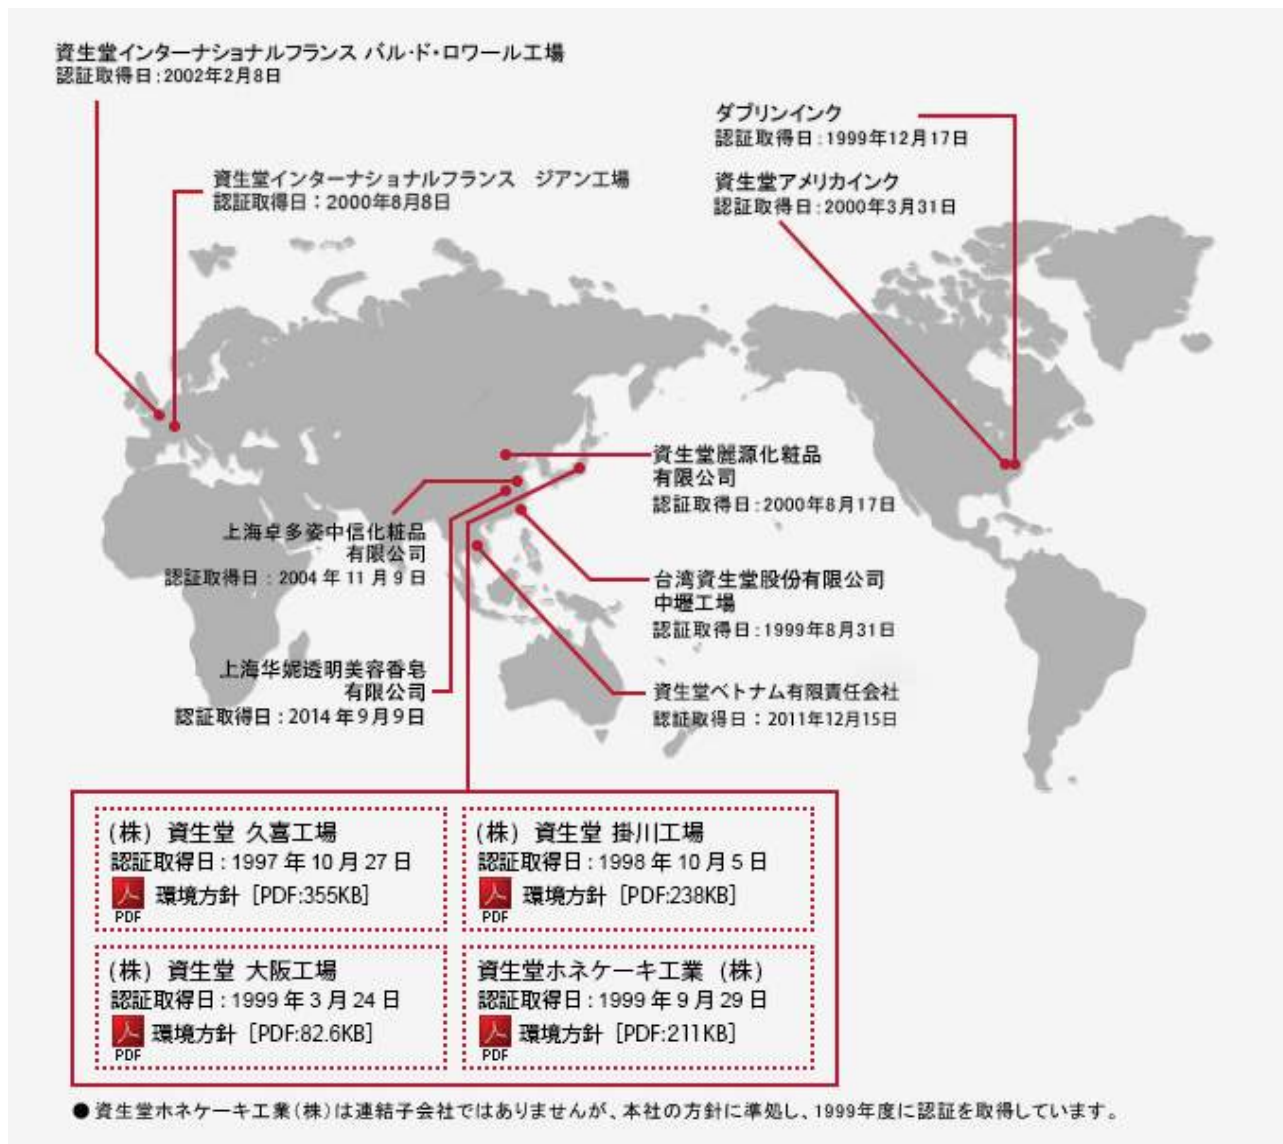 資生堂インターナショナルフランス バル・ド・ロワール工場
認証取得日:2002年2月8日
資生堂インターナショナルフランス　ジアン工場
認証取得日：2000年8月8日
ダブリンインク
認証取得日:1999年12月17日
資生堂アメリカインク
認証取得日:2000年3月31日
資生堂麗源化粧品
有限公司
認証取得日:2000年8月17日
上海卓多姿中信化粧品
有限公司
認証取得日：2004年11月9日
台湾資生堂股份有限公司
中壢工場
認証取得日:1999年8月31日
上海华妮透明美容香皂
有限公司
認証取得日:2014年9月9日
資生堂ベトナム有限責任会社
認証取得日：2011年12月15日
(株) 資生堂 久喜工場
認証取得日:1997年10月27日
PDF 環境方針 [PDF:355KB]
(株) 資生堂 掛川工場
認証取得日:1998年10月5日
PDF 環境方針 [PDF:238KB]
(株) 資生堂 大阪工場
認証取得日:1999年3月24日
PDF 環境方針 [PDF:82.6KB]
資生堂ホネケーキ工業 (株)
認証取得日:1999年9月29日
PDF 環境方針 [PDF:211KB]
●資生堂ホネケーキ工業(株)は連結子会社ではありませんが、本社の方針に準処し、1999年度に認証を取得しています。